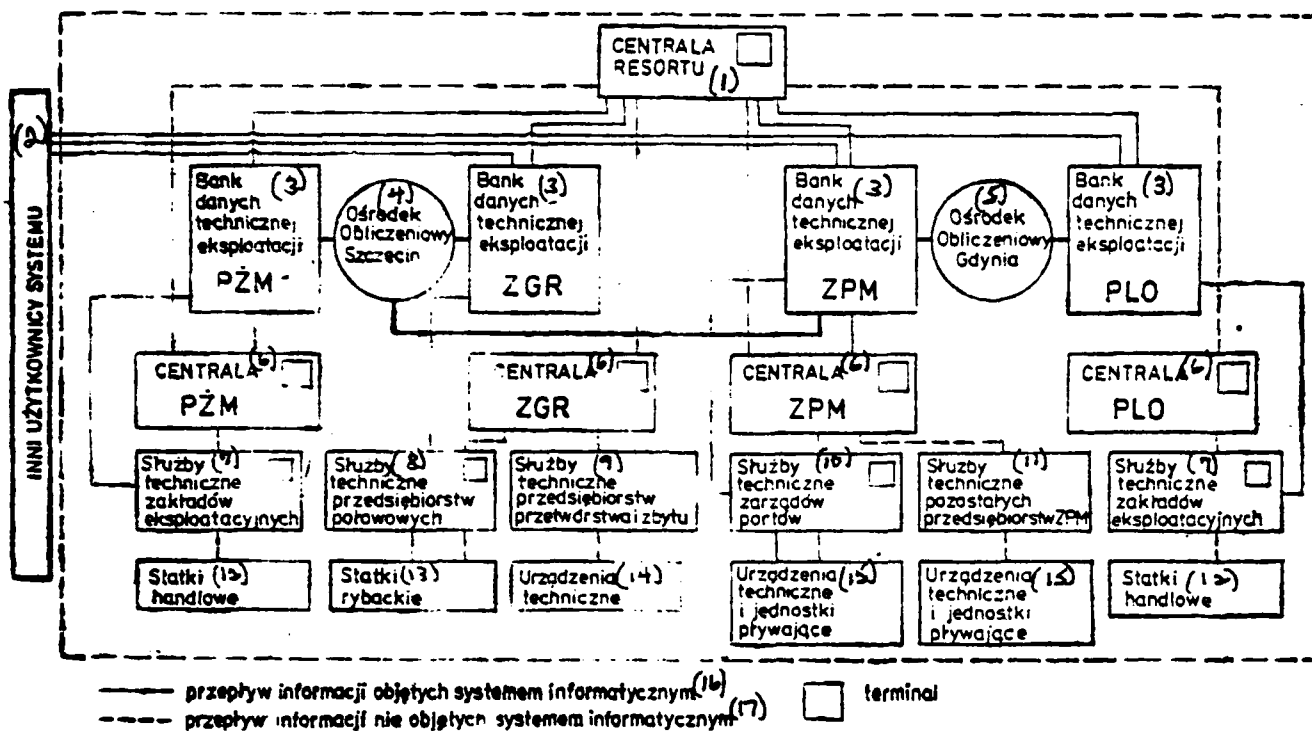 CENTRALA
RESORTU (1)
(2)
INNI UŻYTKOWNICY SYSTEMU
Bank (3)
danych
technicznej
eksploatacji
PŻM
(4)
Ośrodek
Obliczeniowy
Szczecin
Bank (3)
danych
technicznej
eksploatacji
ZGR
Bank (3)
danych
technicznej
eksploatacji
ZPM
(5)
Ośrodek
Obliczeniowy
Gdynia
Bank (3)
danych
technicznej
eksploatacji
PLO
CENTRALA (6)
PŻM
CENTRALA (6)
ZGR
CENTRALA (6)
ZPM
CENTRALA (6)
PLO
Służby (7)
techniczne
zakładów
eksploatacyjnych
Służby (8)
techniczne
przedsiębiorstw
połowowych
Służby (9)
techniczne
przedsiębiorstw
przetwórstwa i zbytu
Służby (10)
techniczne
zarządów
portów
Służby (11)
techniczne
pozostałych
przedsiębiorstw ZPM
Służby (7)
techniczne
zakładów
eksploatacyjnych
Statki (12)
handlowe
Statki (13)
rybackie
Urządzenia (14)
techniczne
Urządzenia (15)
techniczne
i jednostki
pływające
Urządzenia (15)
techniczne
i jednostki
pływające
Statki (12)
handlowe
przepływ informacji objętych systemem informatycznym (16)
terminal
przepływ informacji nie objętych systemem informatycznym (17)